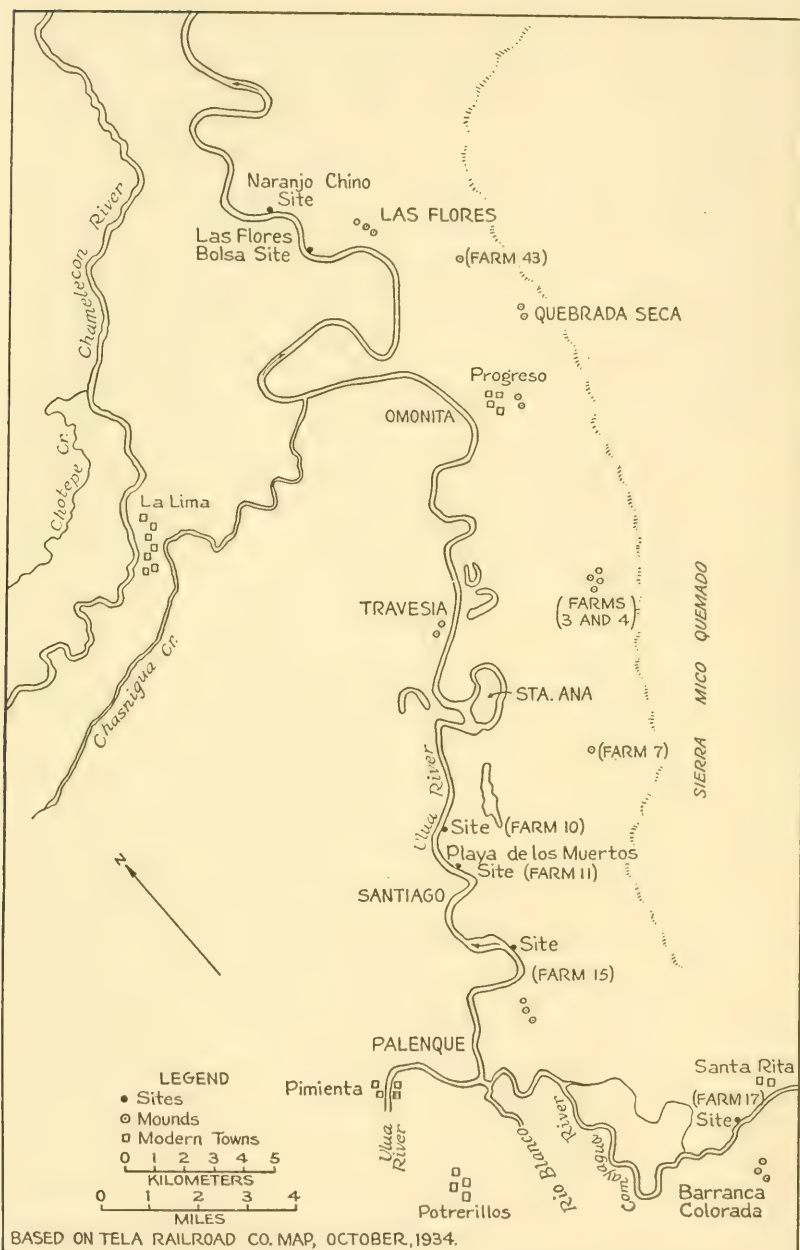 Naranjo Chino
Site
LAS FLORES
Las Flores
Bolsa Site
(FARM 43)
QUEBRADA SECA
Chamelecon River
Progreso
OMONITA
Chotepe Cr.
La Lima
TRAVESIA
(FARMS
3 AND 4)
SIERRA MICO QUEMADO
STA. ANA
Chasnigua Cr.
(FARM 7)
Ulua River
Site (FARM 10)
Playa de los Muertos
Site (FARM 11)
N
SANTIAGO
Site
(FARM 15)
PALENQUE
Santa Rita
(FARM 17)
Site
Pimienta
Ulua
River
Rio Blanco
Comayagua River
Potrerillos
Barranca
Colorada
LEGEND
Sites
Mounds
Modern Towns
0 1 2 3 4 5
KILOMETERS
0 1 2 3 4
MILES
BASED ON TELA RAILROAD CO. MAP, OCTOBER, 1934.